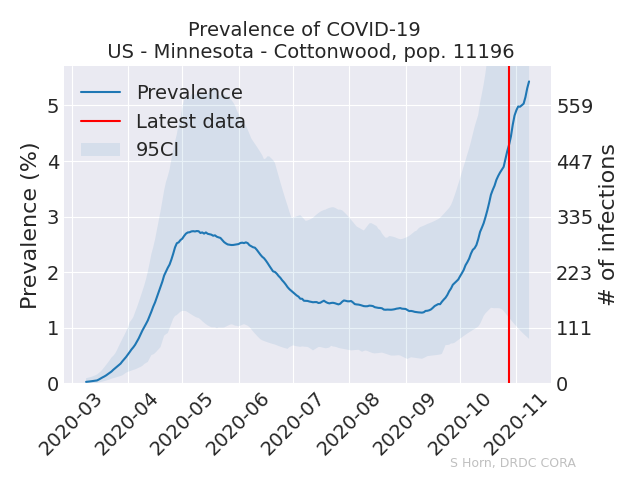 Prevalence of COVID-19
US - Minnesota - Cottonwood, pop. 11196
Prevalence
Latest data
95CI
Prevalence (%)
5
4
3
2
1
0
559
447
335
223
111
0
# of infections
2020-03
2020-04
2020-05
2020-06
2020-07
2020-08
2020-09
2020-10
2020-11
S Horn, DRDC CORA